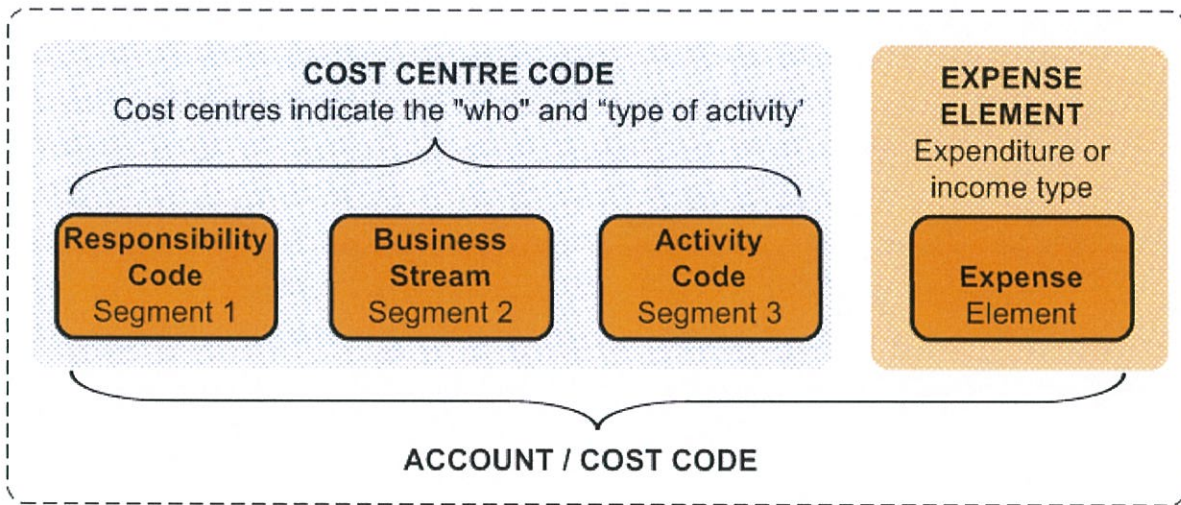 COST CENTRE CODE
Cost centres indicate the "who" and “type of activity’
Responsibility
Code
Segment 1
Business
Stream
Segment 2
Activity
Code
Segment 3
EXPENSE
ELEMENT
Expenditure or
income type
Expense
Element
ACCOUNT / COST CODE